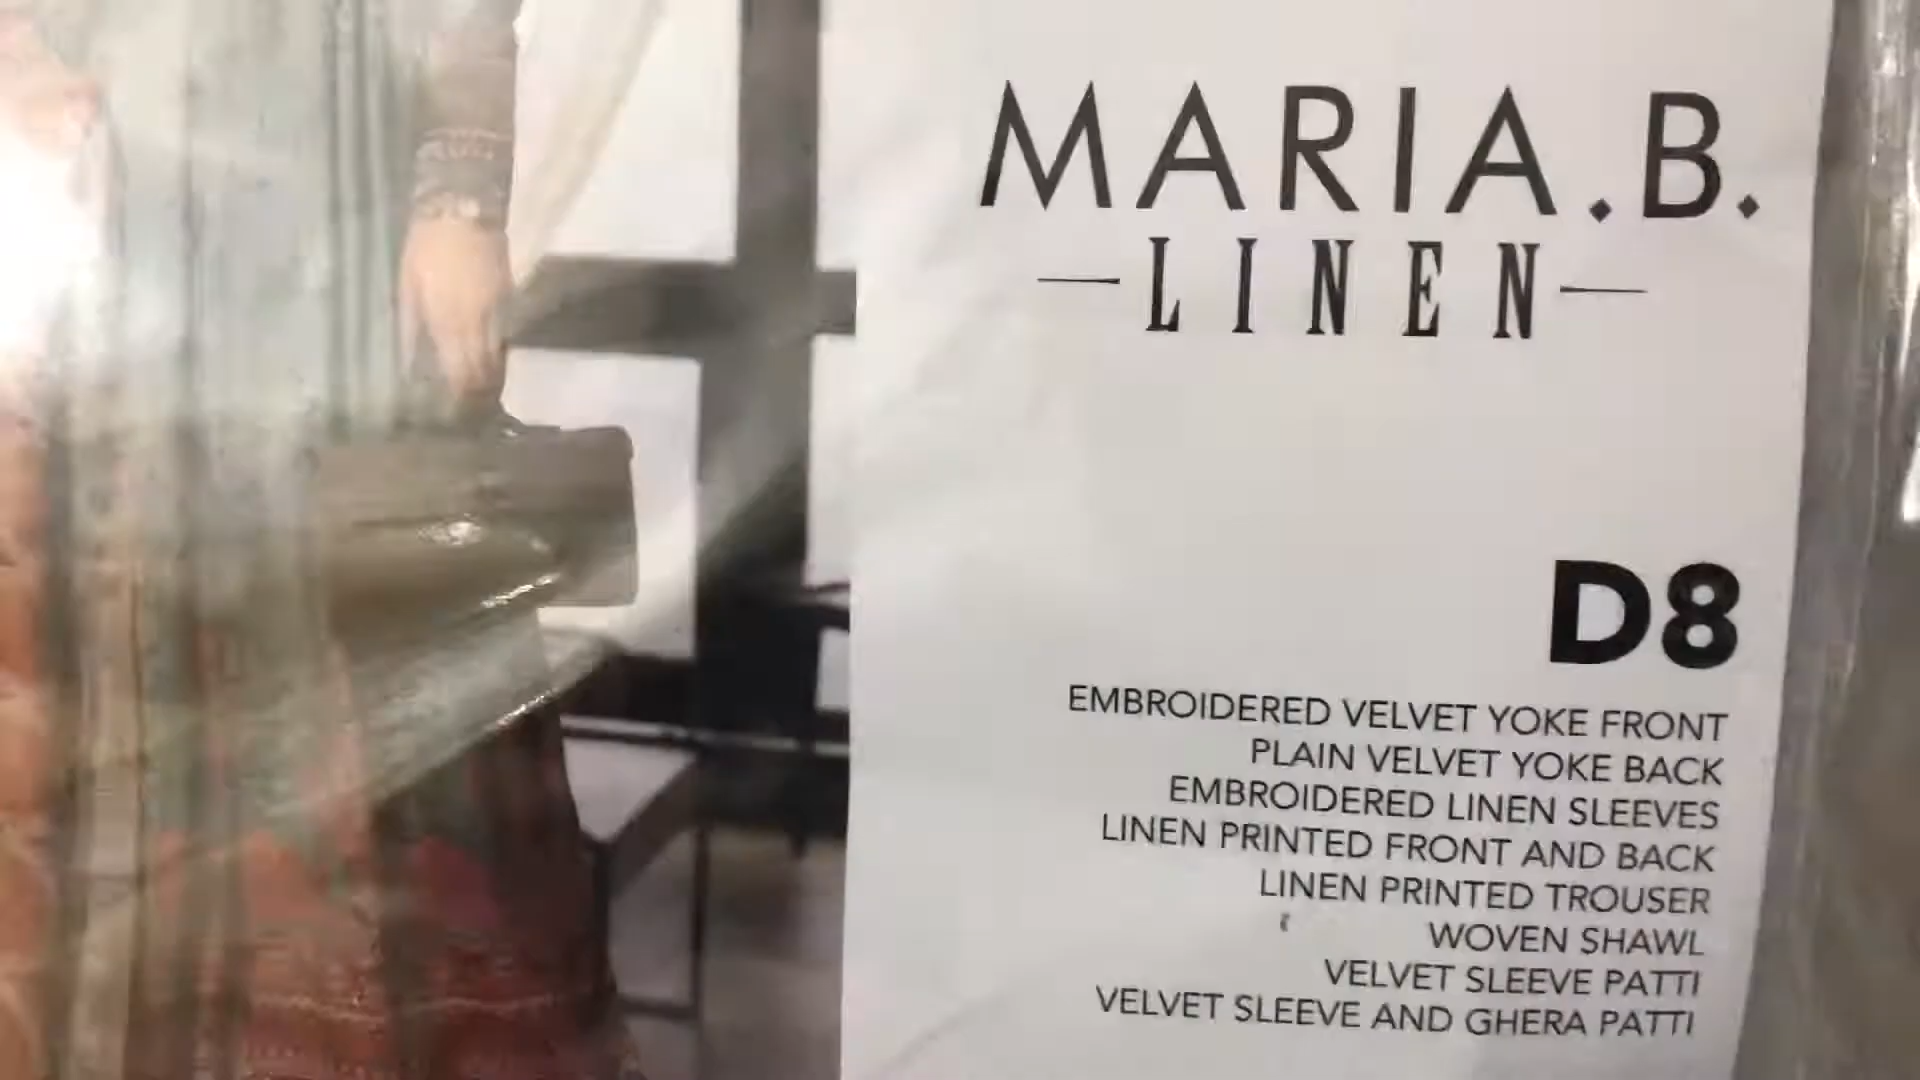 MARIA.B.
LINEN
D8
EMBROIDERED VELVET YOKE FRONT
PLAIN VELVET YOKE BACK
EMBROIDERED LINEN SLEEVES
LINEN PRINTED FRONT AND BACK
LINEN PRINTED TROUSER
WOVEN SHAWL
VELVET SLEEVE PATTI
VELVET SLEEVE AND GHERA PATTI